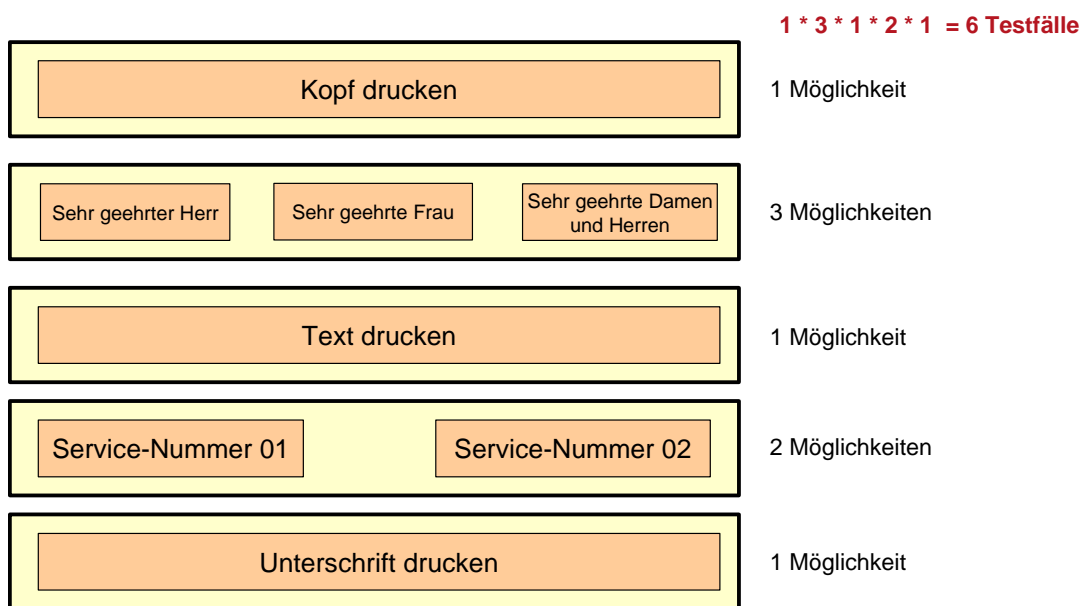 1 * 3 * 1 * 2 * 1 = 6 Testfälle
Kopf drucken
1 Möglichkeit
Sehr geehrter Herr
Sehr geehrte Frau
Sehr geehrte Damen
und Herren
3 Möglichkeiten
Text drucken
1 Möglichkeit
Service-Nummer 01
Service-Nummer 02
2 Möglichkeiten
Unterschrift drucken
1 Möglichkeit